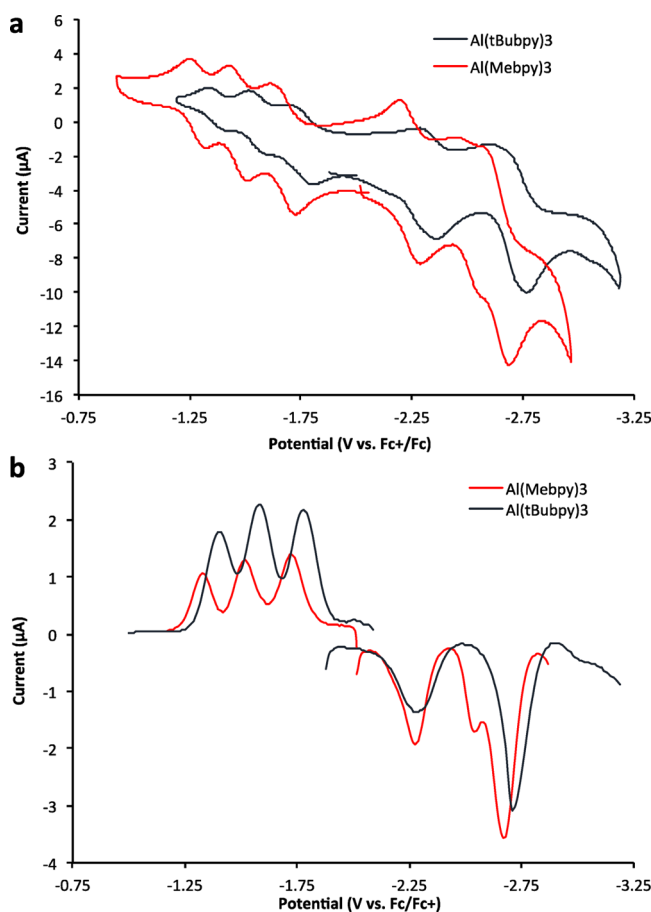 a
Al(tBubpy)3
Al(Mebpy)3
6
4
2
0
-2
-4
-6
-8
-10
-12
-14
-16
Current (µA)
-0.75 -1.25 -1.75 -2.25 -2.75 -3.25
Potential (V vs. Fc+/Fc)
b
Al(Mebpy)3
Al(tBubpy)3
3
2
1
0
-1
-2
-3
-4
Current (µA)
-0.75 -1.25 -1.75 -2.25 -2.75 -3.25
Potential (V vs. Fc/Fc+)